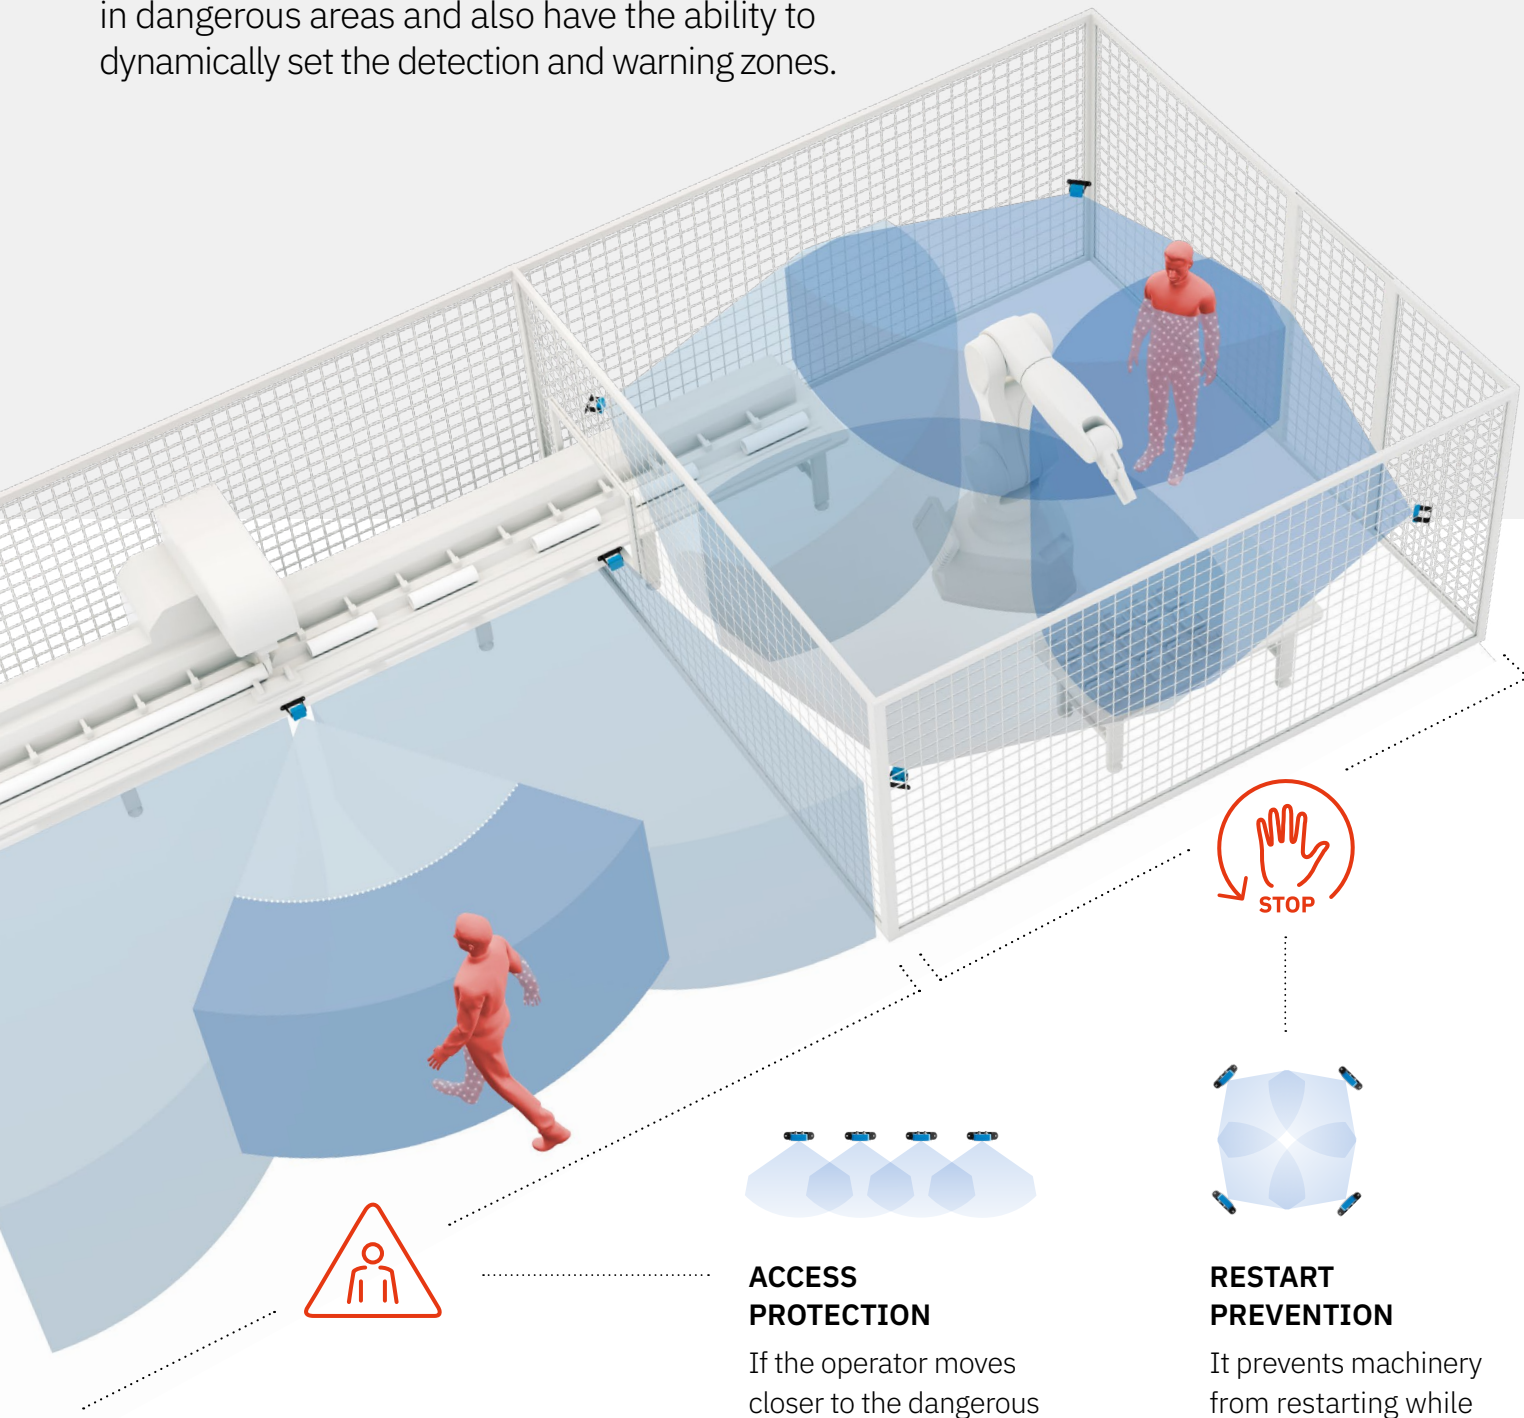 in dangerous areas and also have the ability to
dynamically set the detection and warning zones.
STOP
ACCESS
PROTECTION
If the operator moves
closer to the dangerous
RESTART
PREVENTION
It prevents machinery
from restarting while